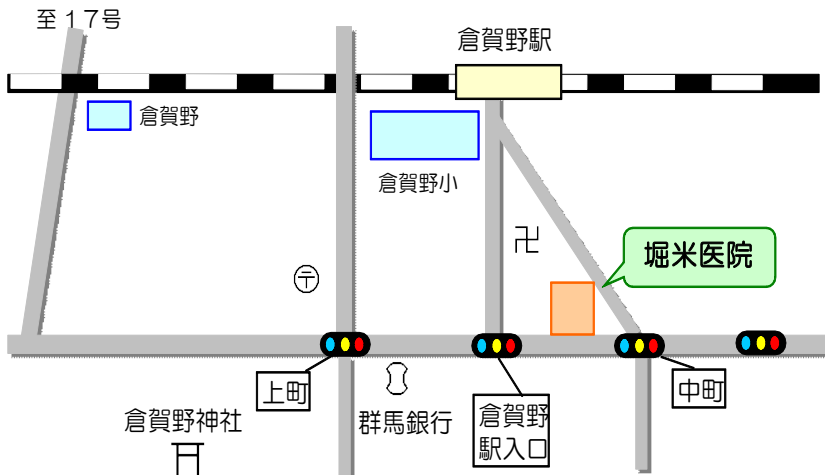 至 17号
倉賀野駅
倉賀野
倉賀野小
卍
堀米医院
〒
上町
倉賀野
駅入口
中町
群馬銀行
倉賀野神社